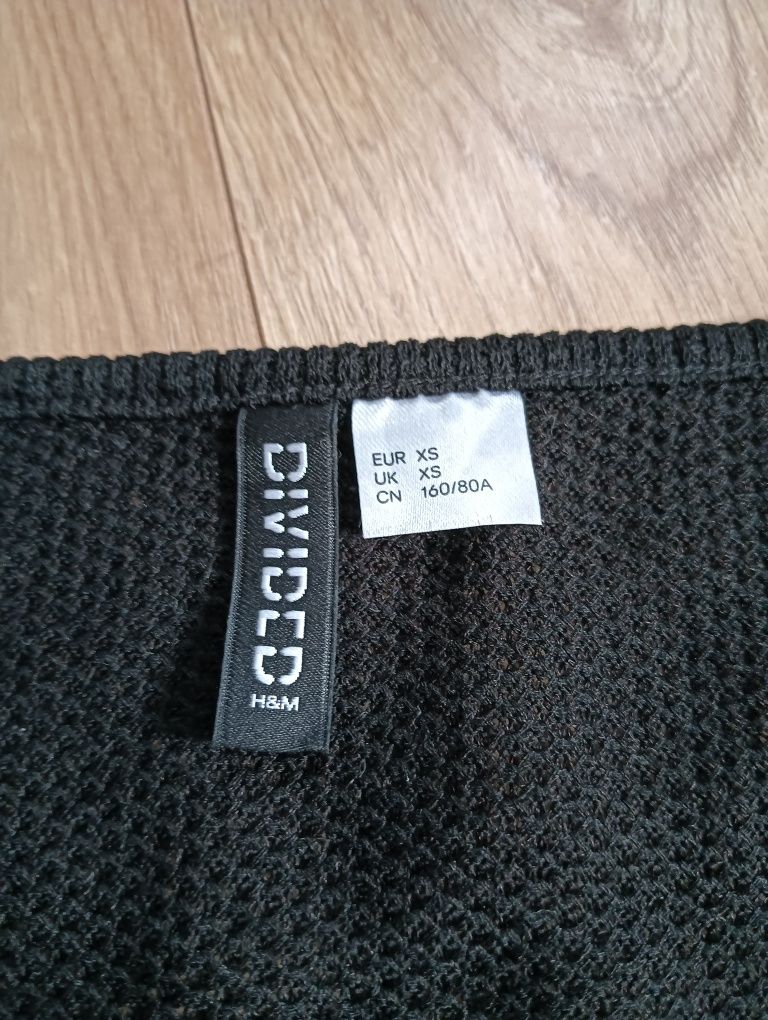 DIVIDED
H&M
EUR XS
UK XS
CN 160/80A